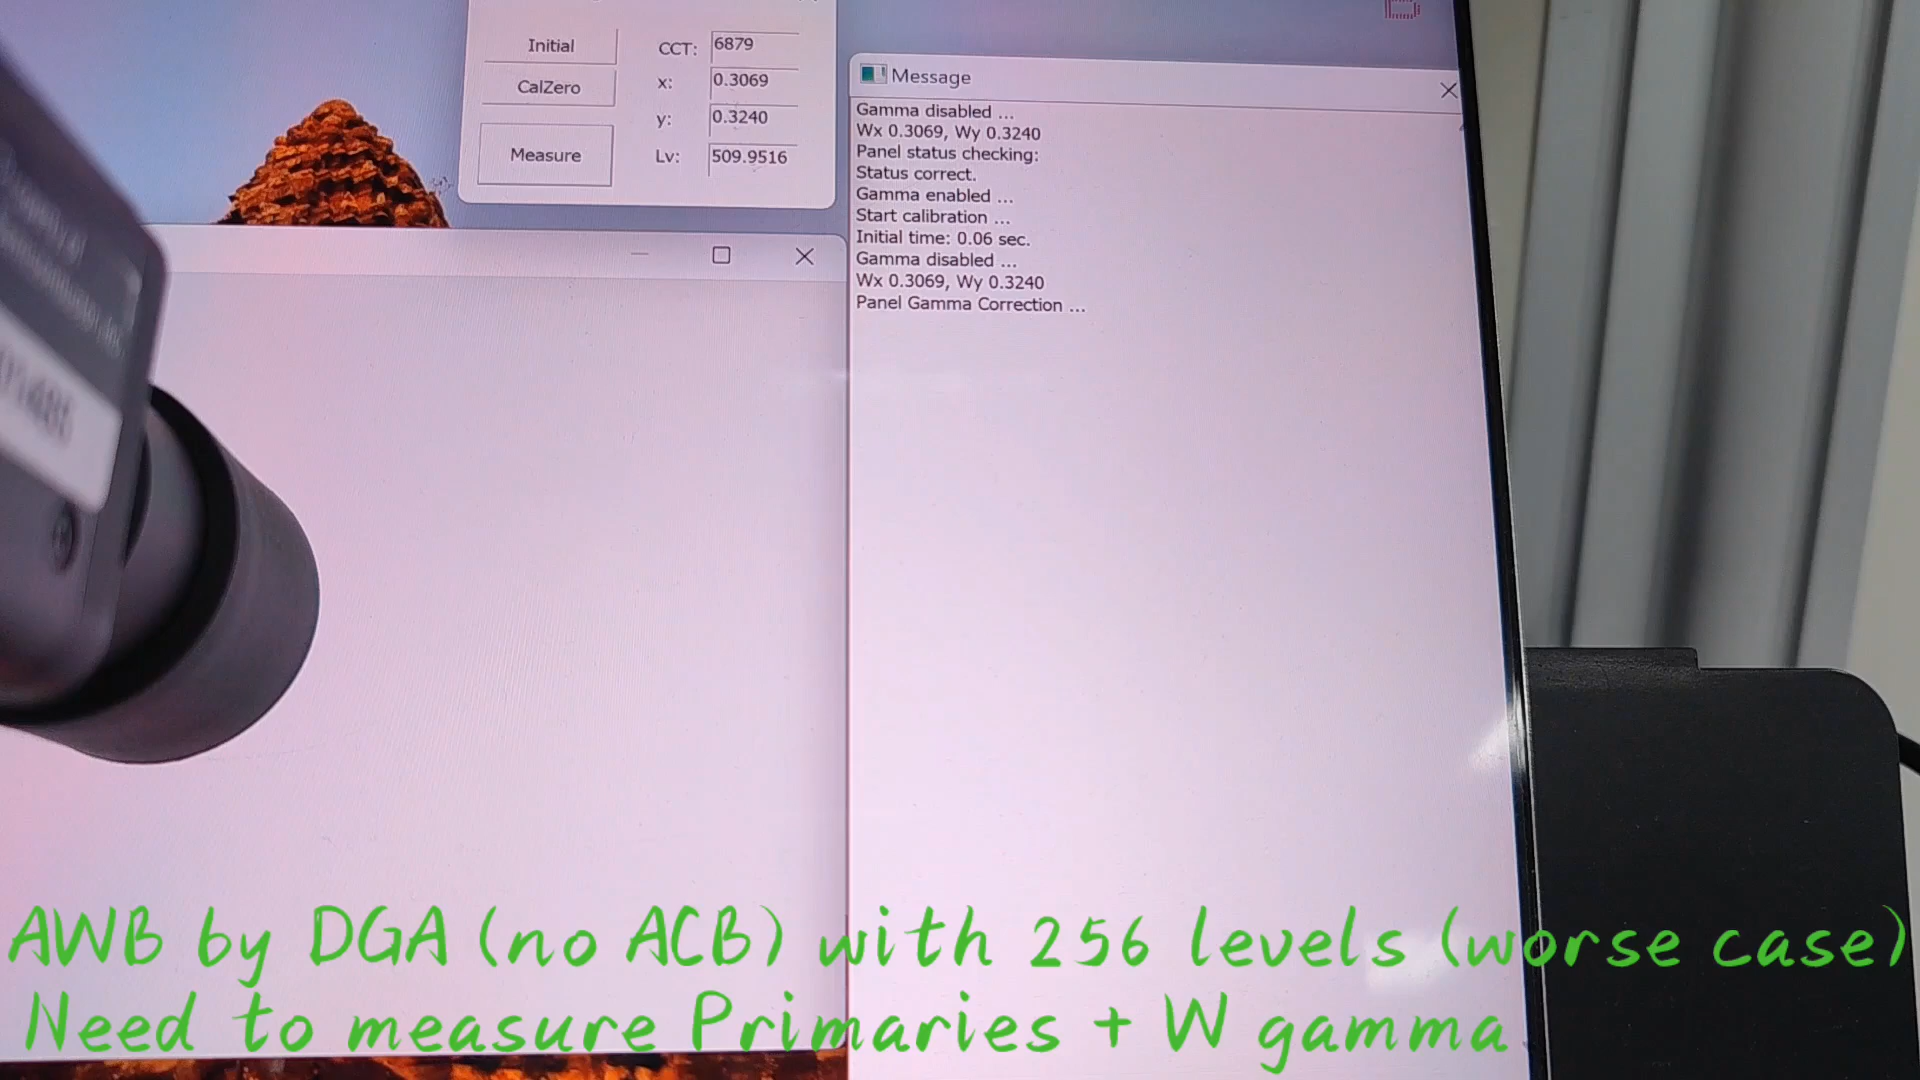 Initial
CCT:
6879
CalZero
x:
0.3069
y:
0.3240
Measure
Lv:
509.9516
Message
Gamma disabled ...
Wx 0.3069, Wy 0.3240
Panel status checking:
Status correct.
Gamma enabled ...
Start calibration ...
Initial time: 0.06 sec.
Gamma disabled ...
Wx 0.3069, Wy 0.3240
Panel Gamma Correction ...
AWB by DGA (no ACB) with 256 levels (worse case)
Need to measure Primaries + W gamma